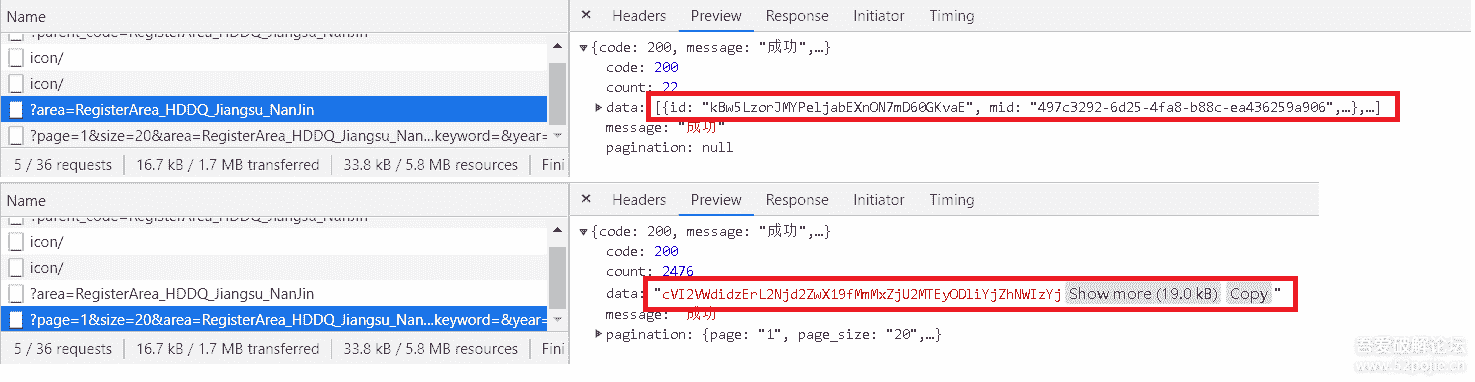 Name
× Headers Preview Response Initiator Timing
?parent_code=RegisterArea_HDDQ_Jiangsu_NanJin
icon/
icon/
?area=RegisterArea_HDDQ_Jiangsu_NanJin
?page=1&size=20&area=RegisterArea_HDDQ_Jiangsu_Nan…keyword=&year=
5 / 36 requests 16.7 kB / 1.7 MB transferred 33.8 kB / 5.8 MB resources Fini
▼{code: 200, message: "成功",…}
code: 200
count: 22
▶data: [{id: "kBw5LzorJMYPeljabEXnON7mD60GKvaE", mid: "497c3292-6d25-4fa8-b88c-ea436259a906",…},…]
message: "成功"
pagination: null
Name
× Headers Preview Response Initiator Timing
?parent_code=RegisterArea_HDDQ_Jiangsu_NanJin
icon/
icon/
?area=RegisterArea_HDDQ_Jiangsu_NanJin
?page=1&size=20&area=RegisterArea_HDDQ_Jiangsu_Nan…keyword=&year=
5 / 36 requests 16.7 kB / 1.7 MB transferred 33.8 kB / 5.8 MB resources Fini
▼{code: 200, message: "成功",…}
code: 200
count: 2476
data: "cVI2VWdidzErL2Njd2ZwX19fMmMxZjU2MTEyODliYjZhNWIzYj Show more (19.0 kB) Copy "
message: "成功"
▶pagination: {page: "1", page_size: "20",…}
吾爱破解论坛
www.52pojie.cn